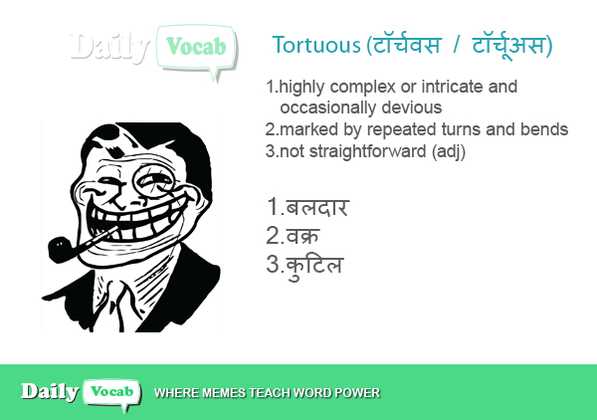 Daily Vocab
Tortuous (टॉर्चवस / टॉर्चूअस)
1.highly complex or intricate and
occasionally devious
2.marked by repeated turns and bends
3.not straightforward (adj)
1.बलदार
2.वक्र
3.कुटिल
Daily Vocab WHERE MEMES TEACH WORD POWER